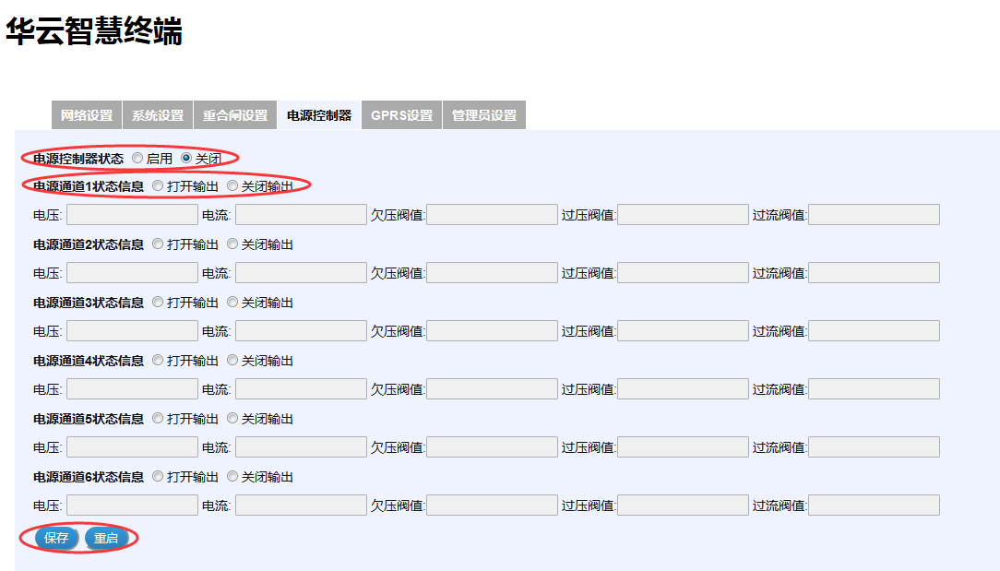 华云智慧终端
网络设置 系统设置 重合闸设置 电源控制器 GPRS设置 管理员设置
电源控制器状态 启用 关闭
电源通道1状态信息 打开输出 关闭输出
电压: 电流: 欠压阀值: 过压阀值: 过流阀值:
电源通道2状态信息 打开输出 关闭输出
电压: 电流: 欠压阀值: 过压阀值: 过流阀值:
电源通道3状态信息 打开输出 关闭输出
电压: 电流: 欠压阀值: 过压阀值: 过流阀值:
电源通道4状态信息 打开输出 关闭输出
电压: 电流: 欠压阀值: 过压阀值: 过流阀值:
电源通道5状态信息 打开输出 关闭输出
电压: 电流: 欠压阀值: 过压阀值: 过流阀值:
电源通道6状态信息 打开输出 关闭输出
电压: 电流: 欠压阀值: 过压阀值: 过流阀值:
保存 重启